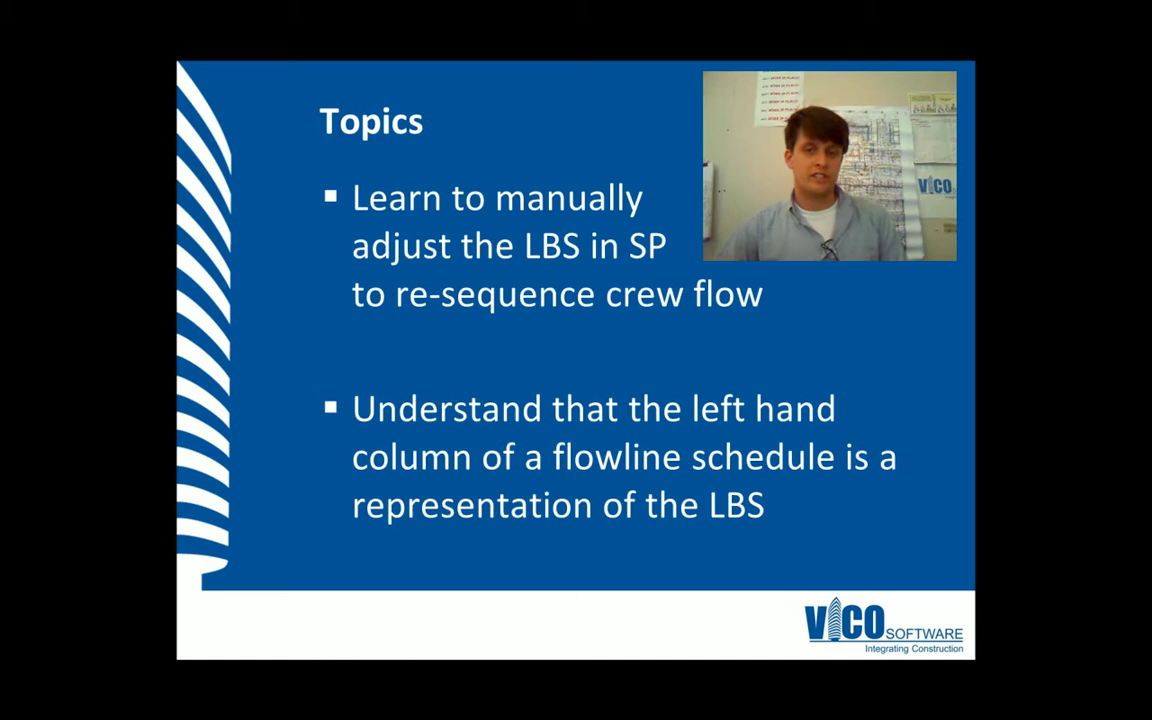 Topics
▪ Learn to manually
adjust the LBS in SP
to re-sequence crew flow
▪ Understand that the left hand
column of a flowline schedule is a
representation of the LBS
VICO
VICO SOFTWARE
Integrating Construction